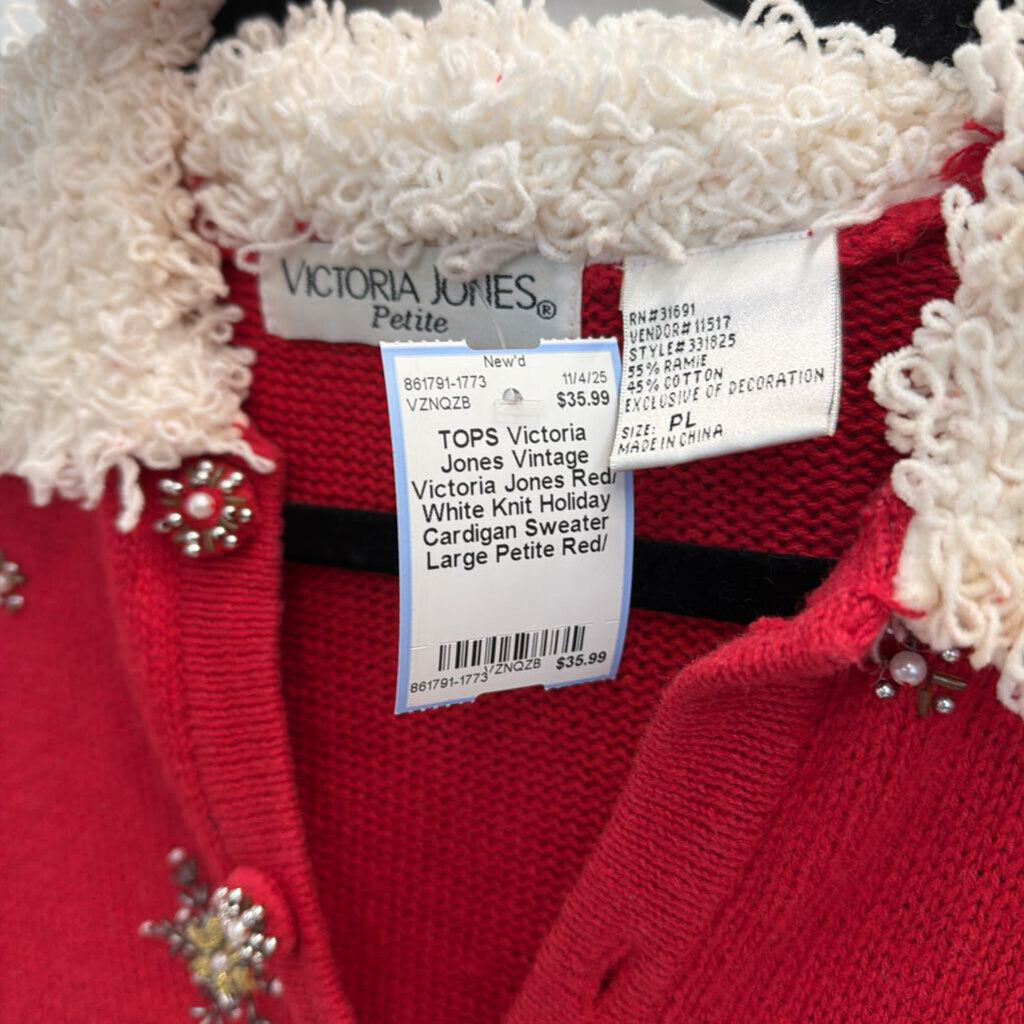 VICTORIA JONES®
Petite
RN#31691
VENDOR# 11517
STYLE# 331825
55% RAMIE
45% COTTON
EXCLUSIVE OF DECORATION
SIZE: PL
MADE IN CHINA
New'd
861791-1773 11/4/25
VZNQZB $35.99
TOPS Victoria
Jones Vintage
Victoria Jones Red/
White Knit Holiday
Cardigan Sweater
Large Petite Red/
861791-1773 VZNQZB $35.99